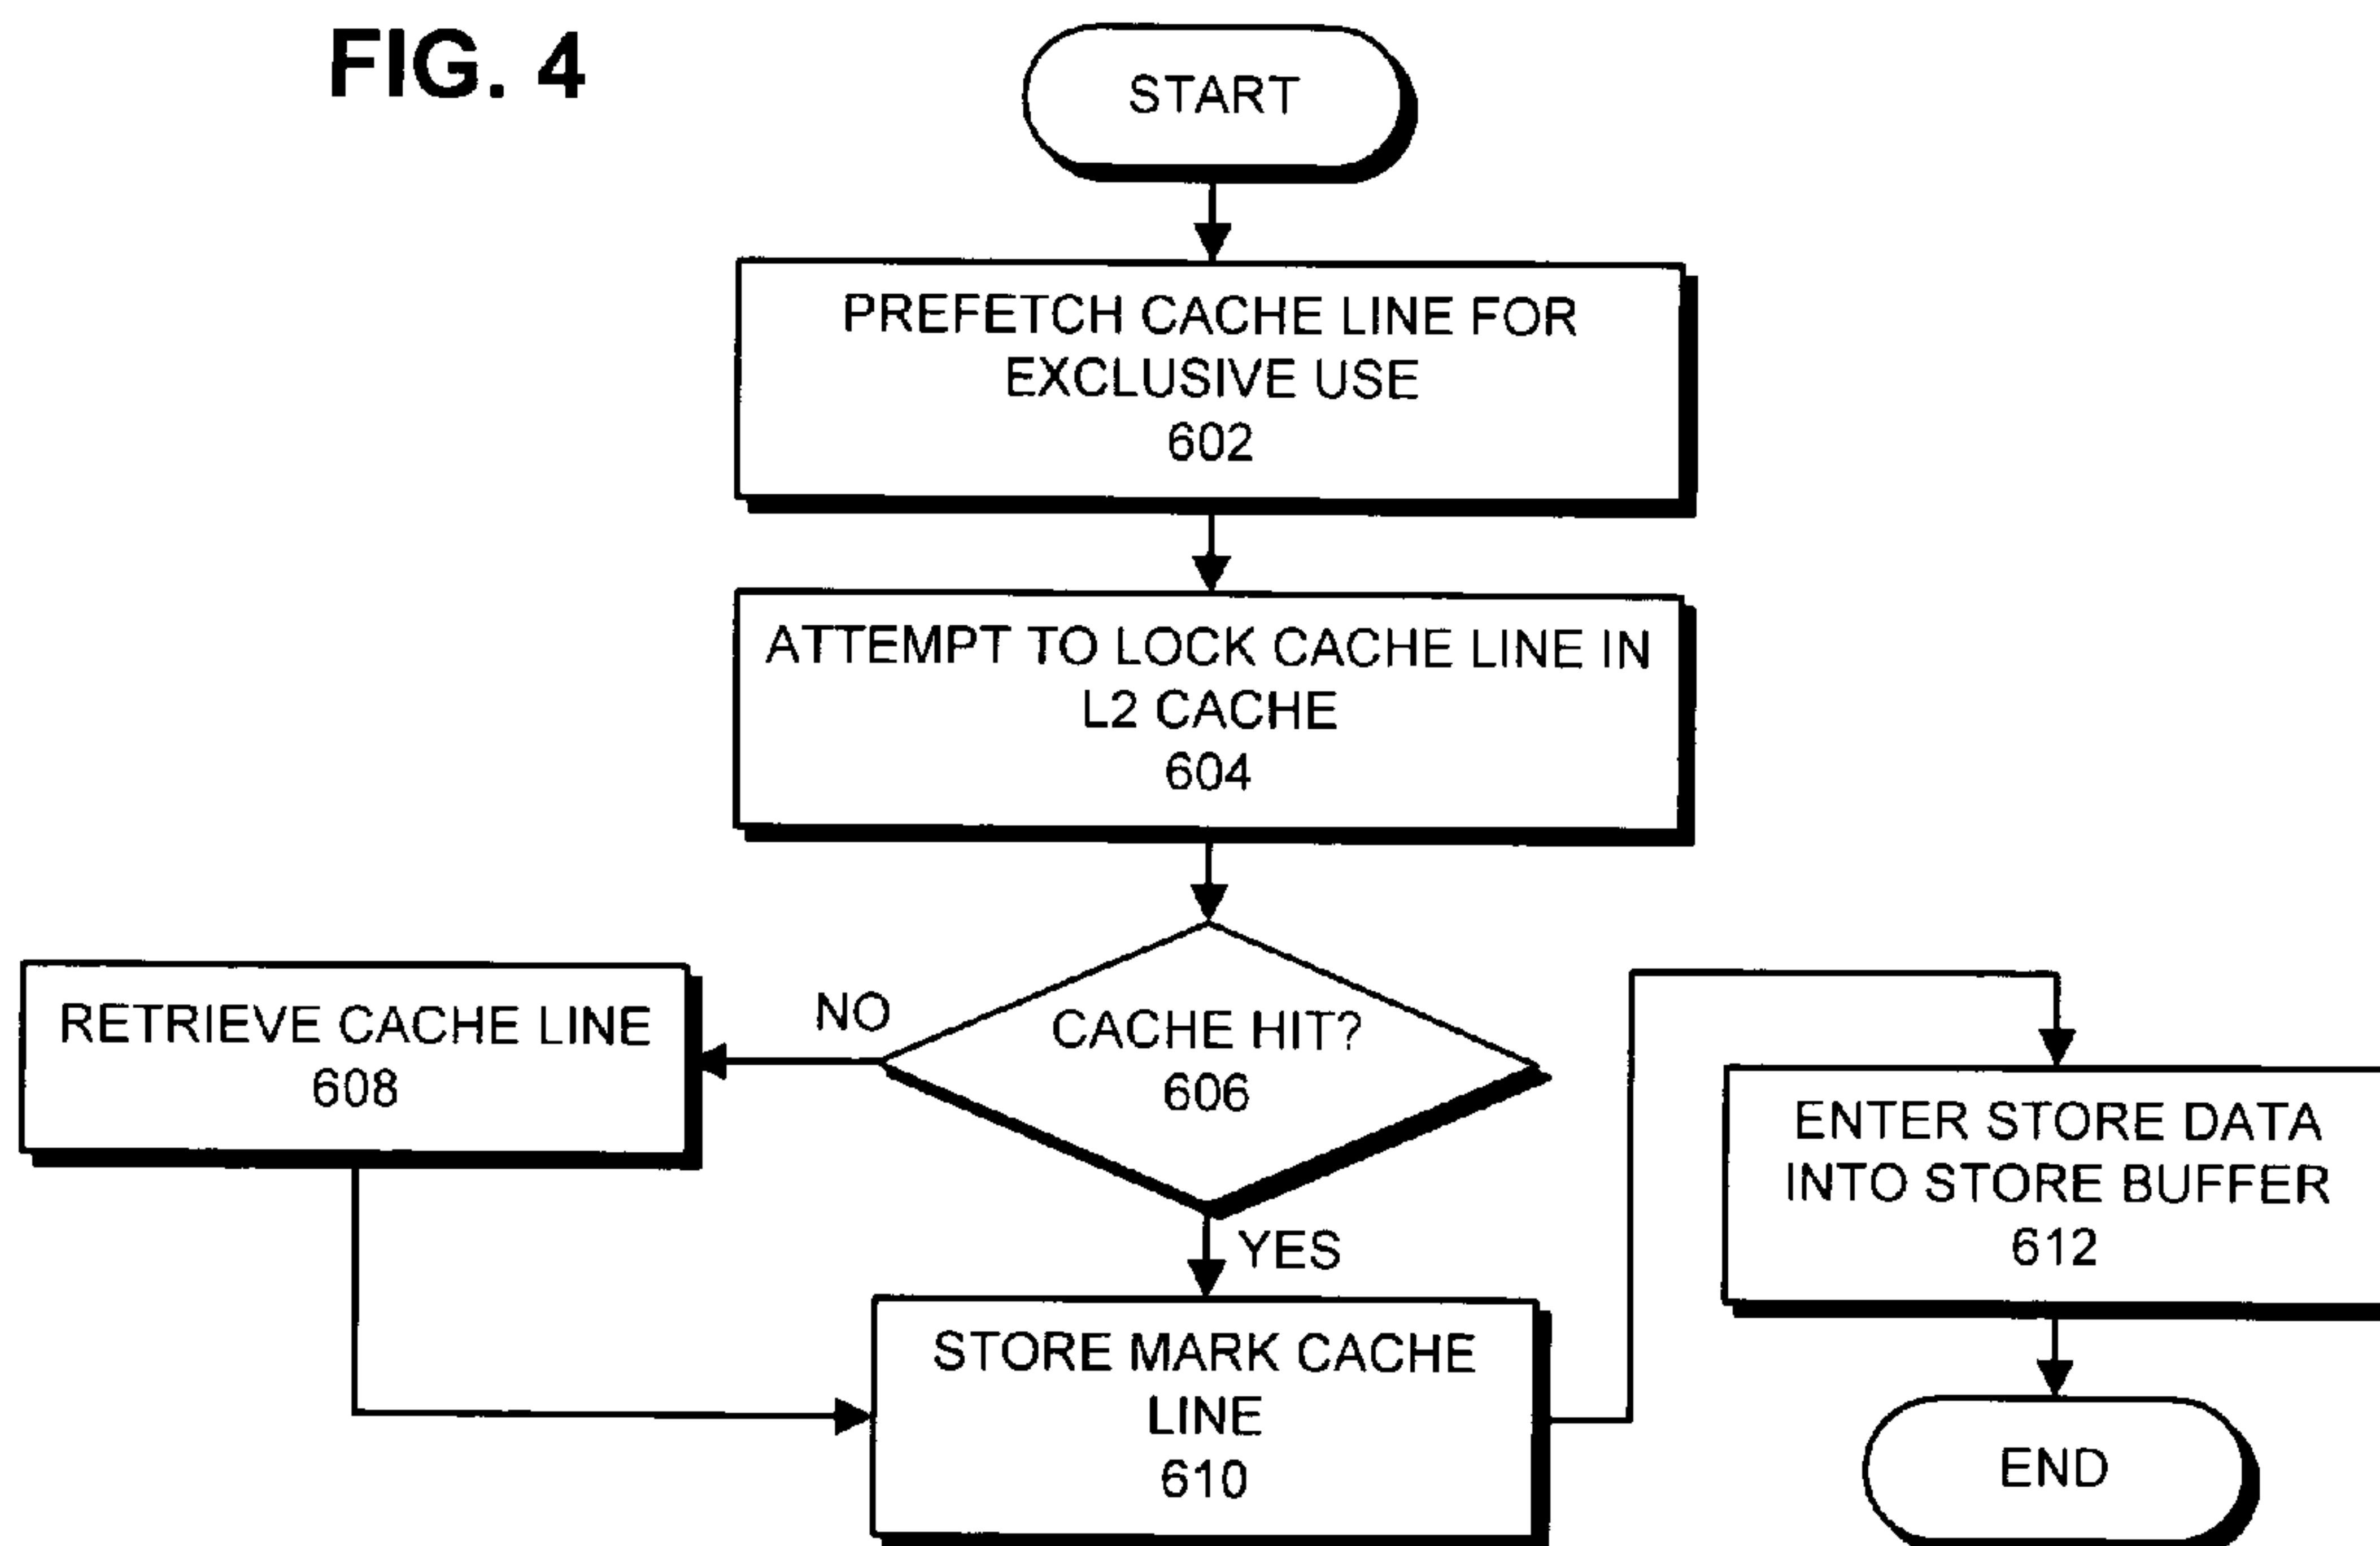 FIG. 4
START
PREFETCH CACHE LINE FOR
EXCLUSIVE USE
602
ATTEMPT TO LOCK CACHE LINE IN
L2 CACHE
604
CACHE HIT?
606
NO
RETRIEVE CACHE LINE
608
YES
STORE MARK CACHE
LINE
610
ENTER STORE DATA
INTO STORE BUFFER
612
END